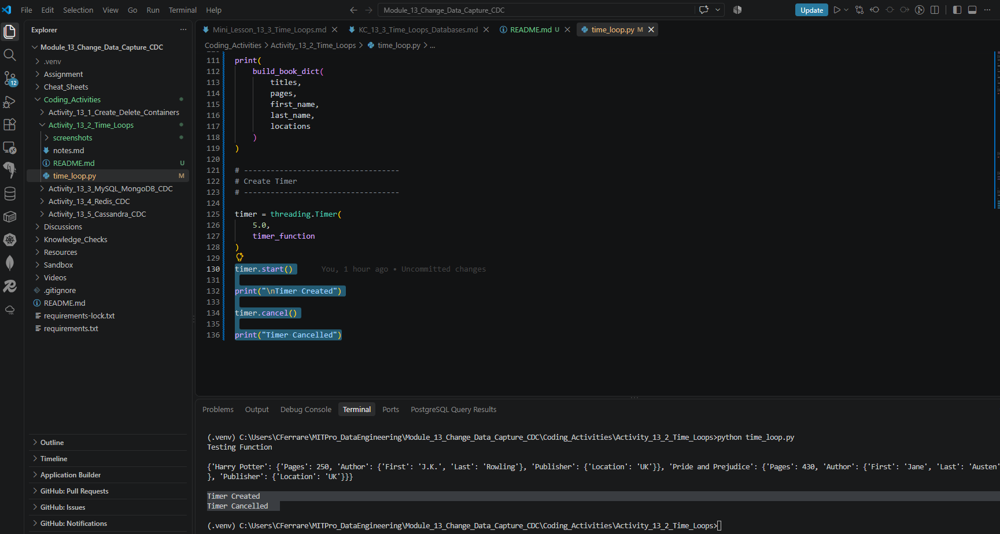 File Edit Selection View Go Run Terminal Help
Module_13_Change_Data_Capture_CDC
Update
Explorer
Module_13_Change_Data_Capture_CDC
.venv
Assignment
Cheat_Sheets
Coding_Activities
Activity_13_1_Create_Delete_Containers
Activity_13_2_Time_Loops
screenshots
notes.md
README.md U
time_loop.py M
Activity_13_3_MySQL_MongoDB_CDC
Activity_13_4_Redis_CDC
Activity_13_5_Cassandra_CDC
Discussions
Knowledge_Checks
Resources
Sandbox
Videos
.gitignore
README.md
requirements-lock.txt
requirements.txt
Outline
Timeline
Application Builder
GitHub: Pull Requests
GitHub: Issues
GitHub: Notifications
12
Mini_Lesson_13_3_Time_Loops.md KC_13_3_Time_Loops_Databases.md README.md U time_loop.py M
Coding_Activities > Activity_13_2_Time_Loops > time_loop.py > ...
111 print(
112 build_book_dict(
113 titles,
114 pages,
115 first_name,
116 last_name,
117 locations
118 )
119 )
120
121 # -----------------------------------
122 # Create Timer
123 # -----------------------------------
124
125 timer = threading.Timer(
126 5.0,
127 timer_function
128 )
129
130 timer.start() You, 1 hour ago • Uncommitted changes
131
132 print("\nTimer Created")
133
134 timer.cancel()
135
136 print("Timer Cancelled")
Problems Output Debug Console Terminal Ports PostgreSQL Query Results
(.venv) C:\Users\CFerrare\MITPro_DataEngineering\Module_13_Change_Data_Capture_CDC\Coding_Activities\Activity_13_2_Time_Loops>python time_loop.py
Testing Function
{'Harry Potter': {'Pages': 250, 'Author': {'First': 'J.K.', 'Last': 'Rowling'}, 'Publisher': {'Location': 'UK'}}, 'Pride and Prejudice': {'Pages': 430, 'Author': {'First': 'Jane', 'Last': 'Austen'
}, 'Publisher': {'Location': 'UK'}}}
Timer Created
Timer Cancelled
(.venv) C:\Users\CFerrare\MITPro_DataEngineering\Module_13_Change_Data_Capture_CDC\Coding_Activities\Activity_13_2_Time_Loops>